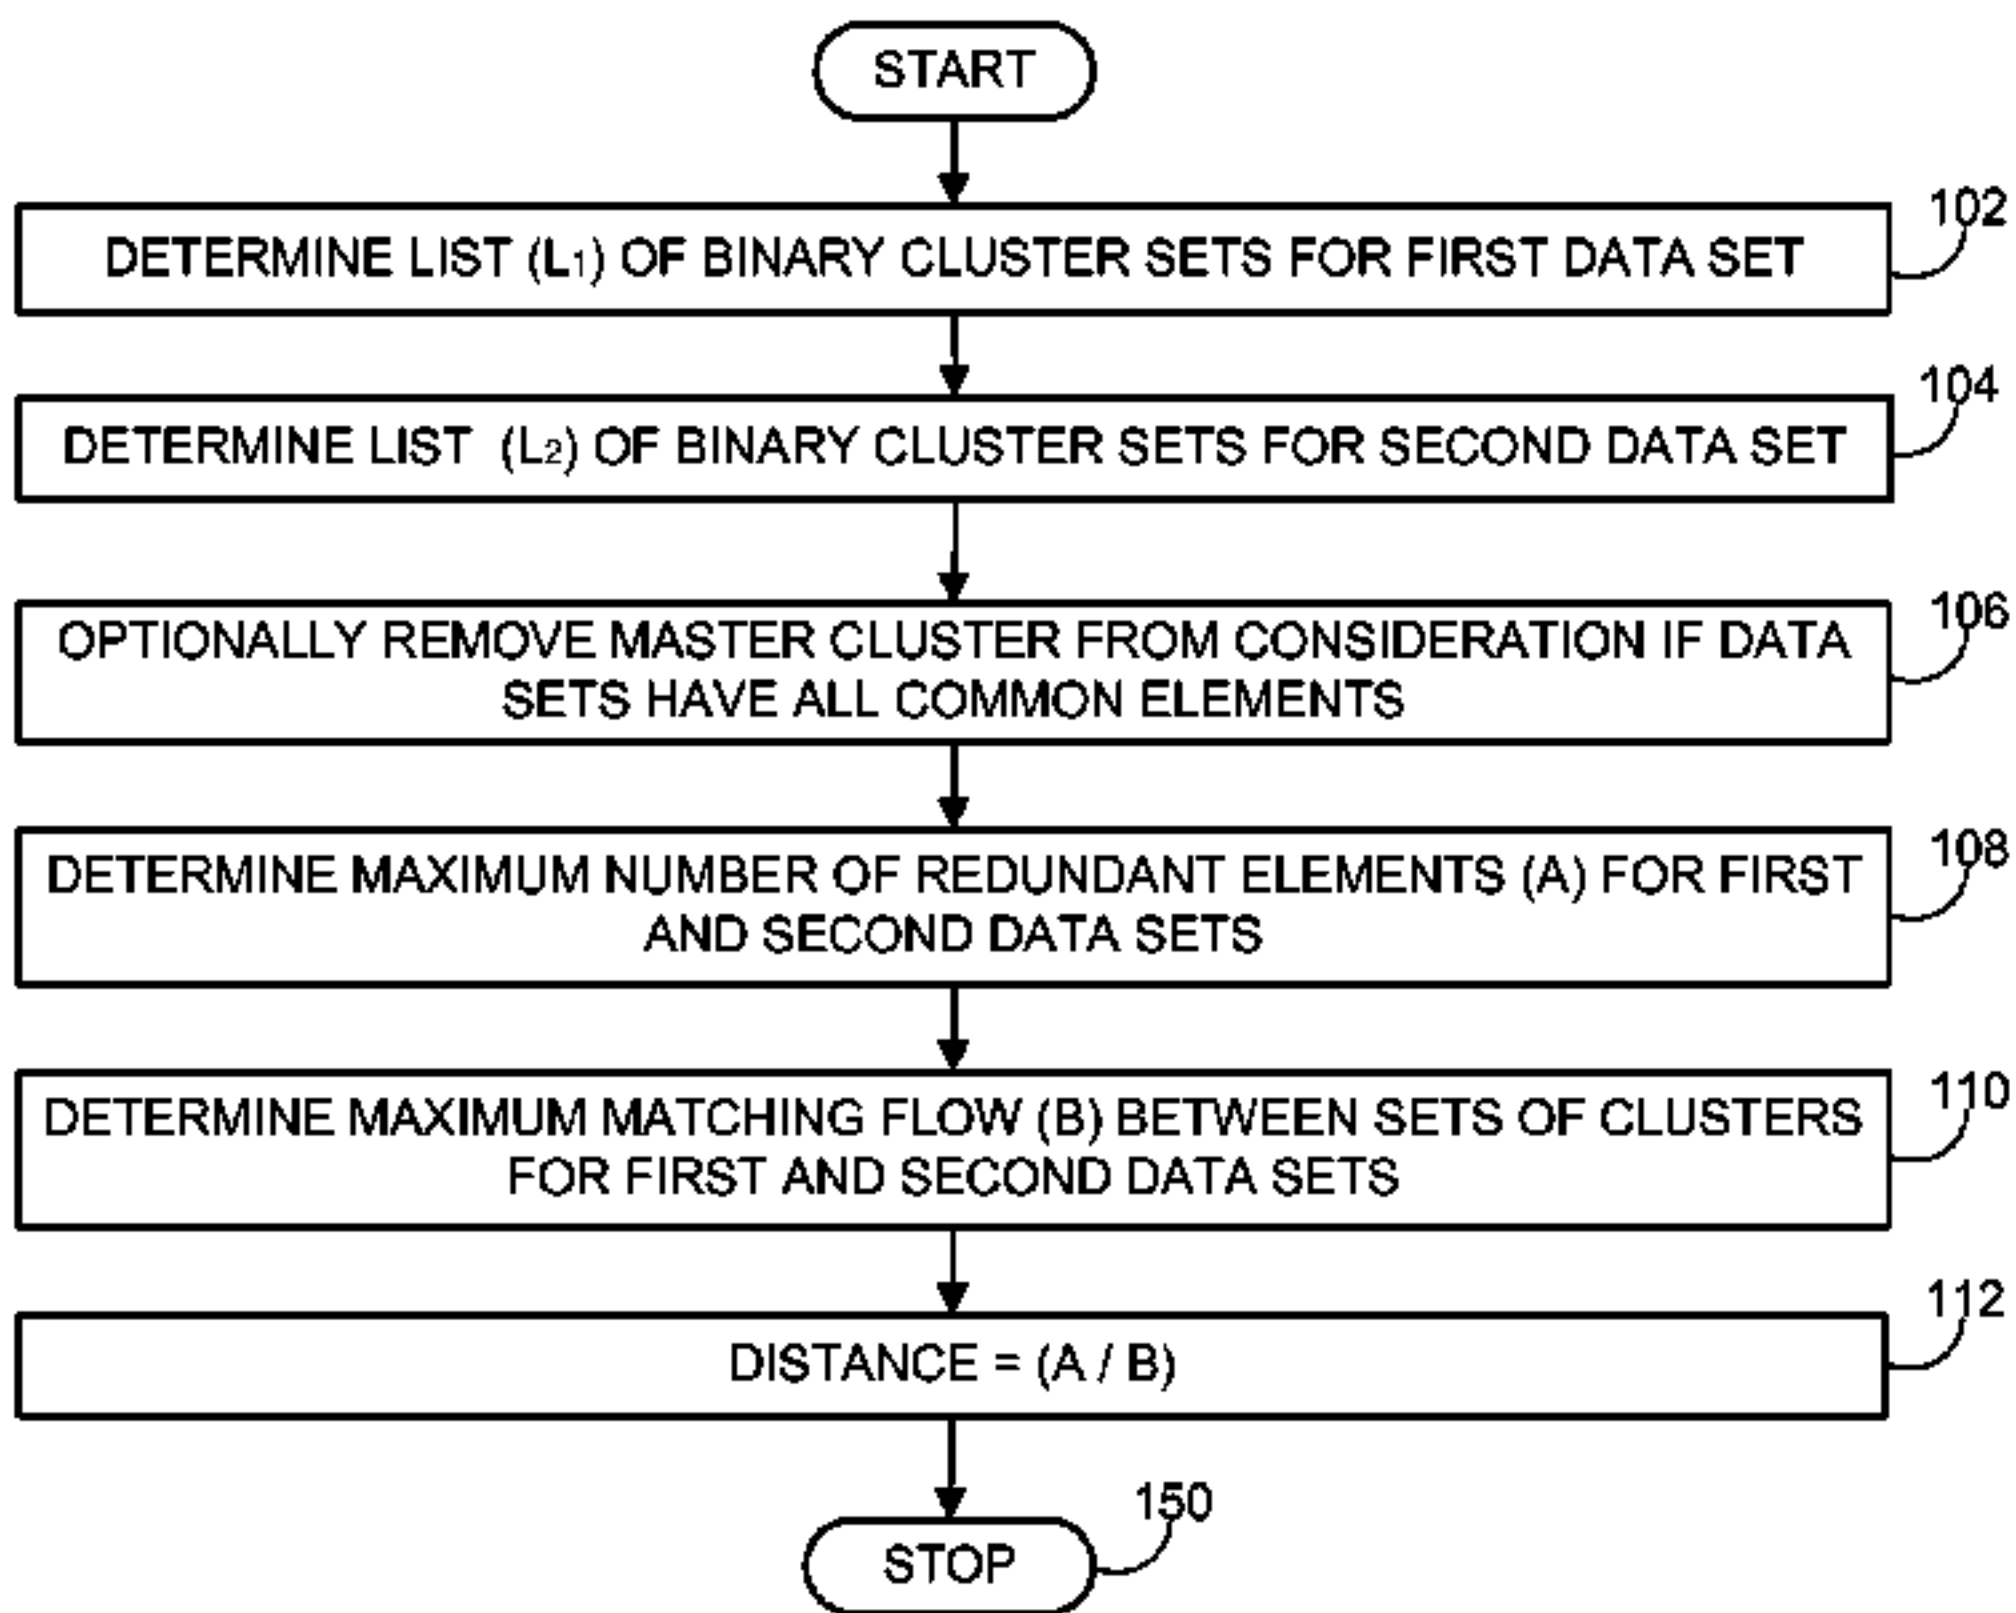 START
102
DETERMINE LIST (L1) OF BINARY CLUSTER SETS FOR FIRST DATA SET
104
DETERMINE LIST (L2) OF BINARY CLUSTER SETS FOR SECOND DATA SET
106
OPTIONALLY REMOVE MASTER CLUSTER FROM CONSIDERATION IF DATA
SETS HAVE ALL COMMON ELEMENTS
108
DETERMINE MAXIMUM NUMBER OF REDUNDANT ELEMENTS (A) FOR FIRST
AND SECOND DATA SETS
110
DETERMINE MAXIMUM MATCHING FLOW (B) BETWEEN SETS OF CLUSTERS
FOR FIRST AND SECOND DATA SETS
112
DISTANCE = (A / B)
150
STOP